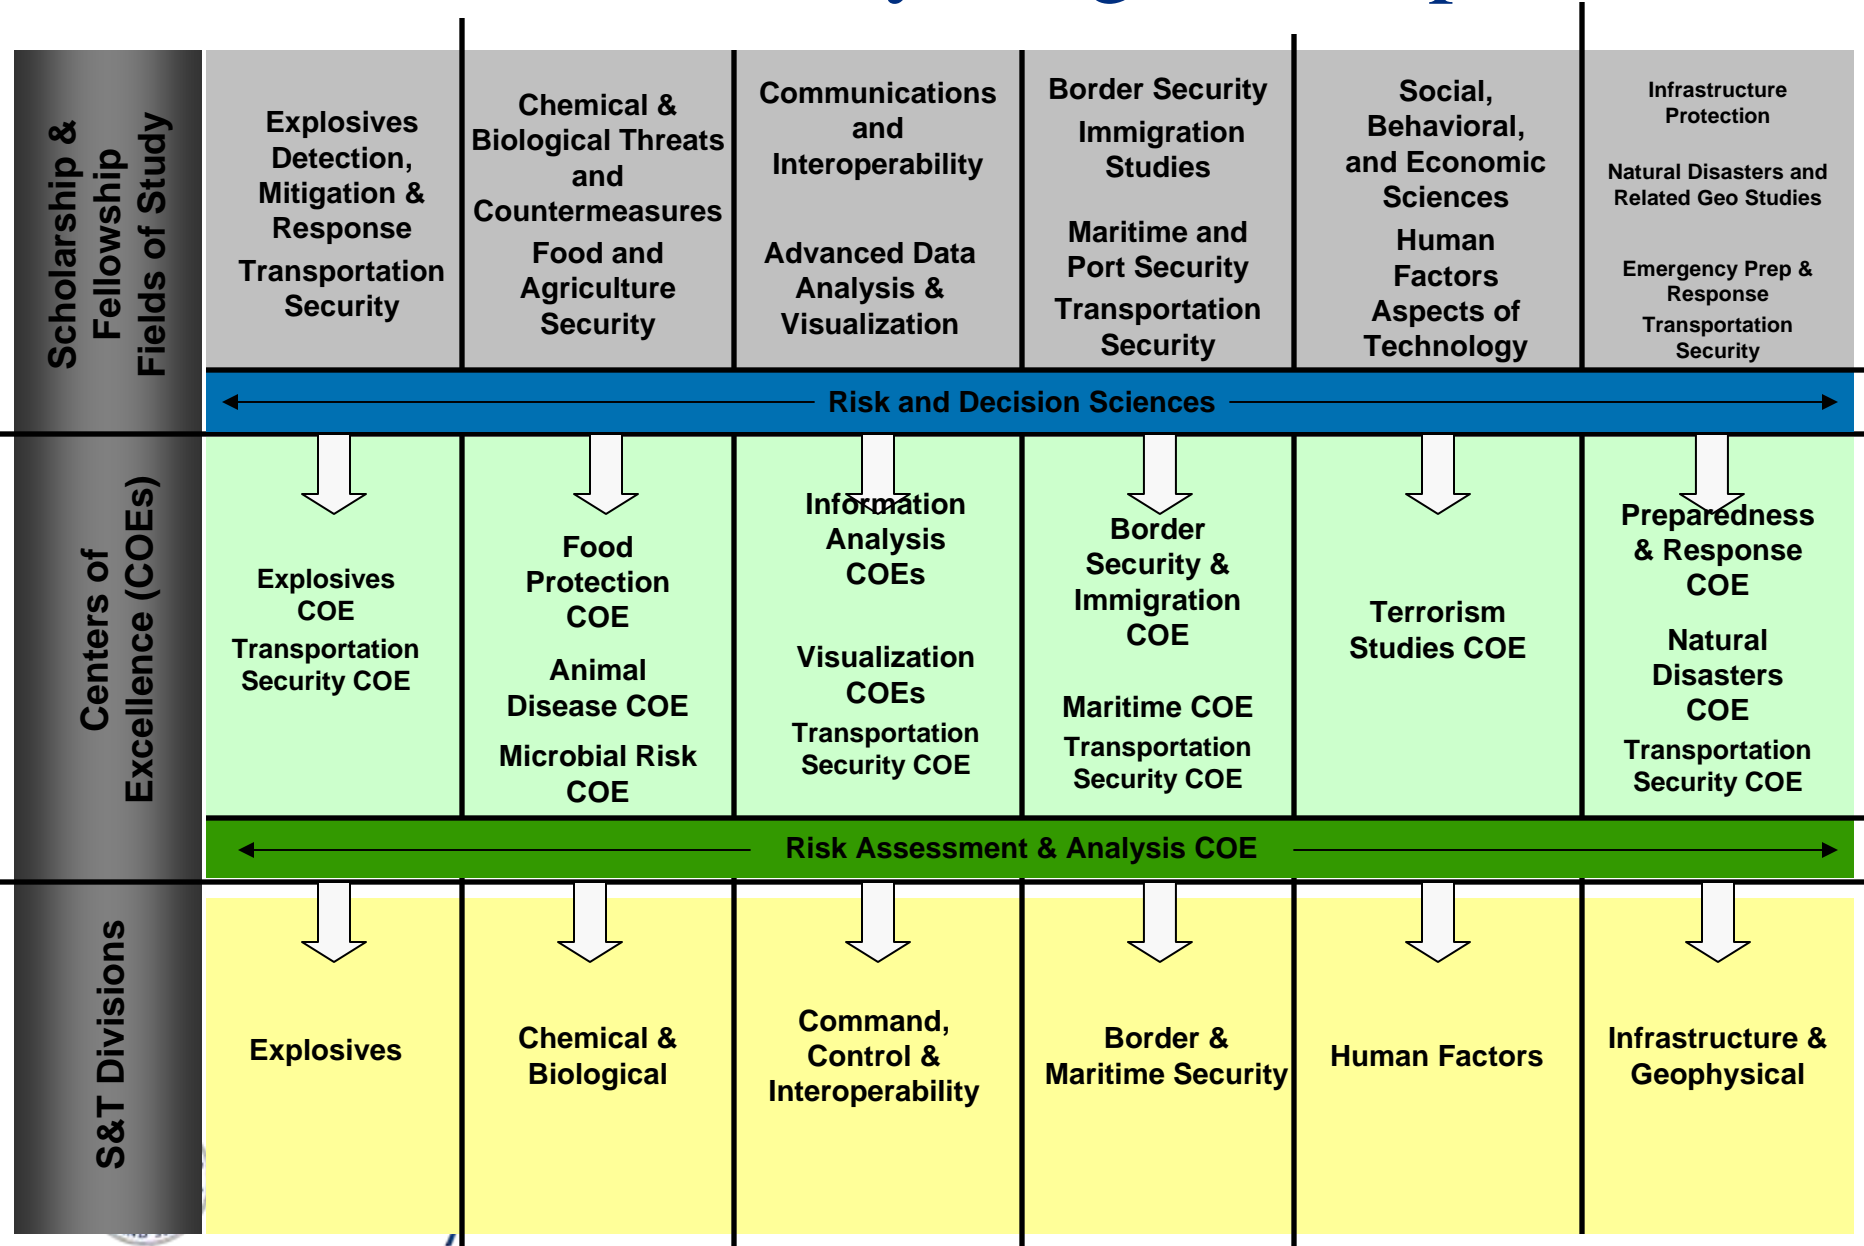 Scholarship &
Fellowship
Fields of Study
Explosives
Detection,
Mitigation &
Response
Transportation
Security
Chemical &
Biological Threats
and
Countermeasures
Food and
Agriculture
Security
Communications
and
Interoperability
Advanced Data
Analysis &
Visualization
Border Security
Immigration
Studies
Maritime and
Port Security
Transportation
Security
Social,
Behavioral,
and Economic
Sciences
Human
Factors
Aspects of
Technology
Infrastructure
Protection
Natural Disasters and
Related Geo Studies
Emergency Prep &
Response
Transportation
Security
Risk and Decision Sciences
Centers of
Excellence (COEs)
Explosives
COE
Transportation
Security COE
Food
Protection
COE
Animal
Disease COE
Microbial Risk
COE
Information
Analysis
COEs
Visualization
COEs
Transportation
Security COE
Border
Security &
Immigration
COE
Maritime COE
Transportation
Security COE
Terrorism
Studies COE
Preparedness
& Response
COE
Natural
Disasters
COE
Transportation
Security COE
Risk Assessment & Analysis COE
S&T Divisions
Explosives
Chemical &
Biological
Command,
Control &
Interoperability
Border &
Maritime Security
Human Factors
Infrastructure &
Geophysical